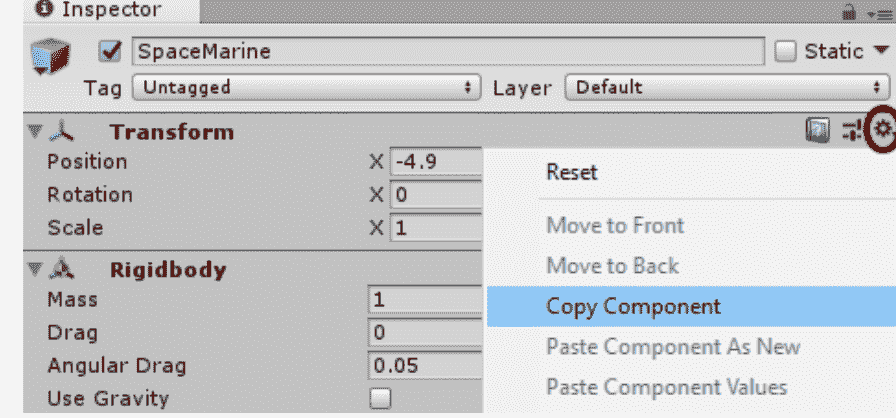 Inspector
SpaceMarine Static
Tag Untagged Layer Default
Transform
Position X -4.9
Rotation X 0
Scale X 1
Rigidbody
Mass 1
Drag 0
Angular Drag 0.05
Use Gravity
Reset
Move to Front
Move to Back
Copy Component
Paste Component As New
Paste Component Values